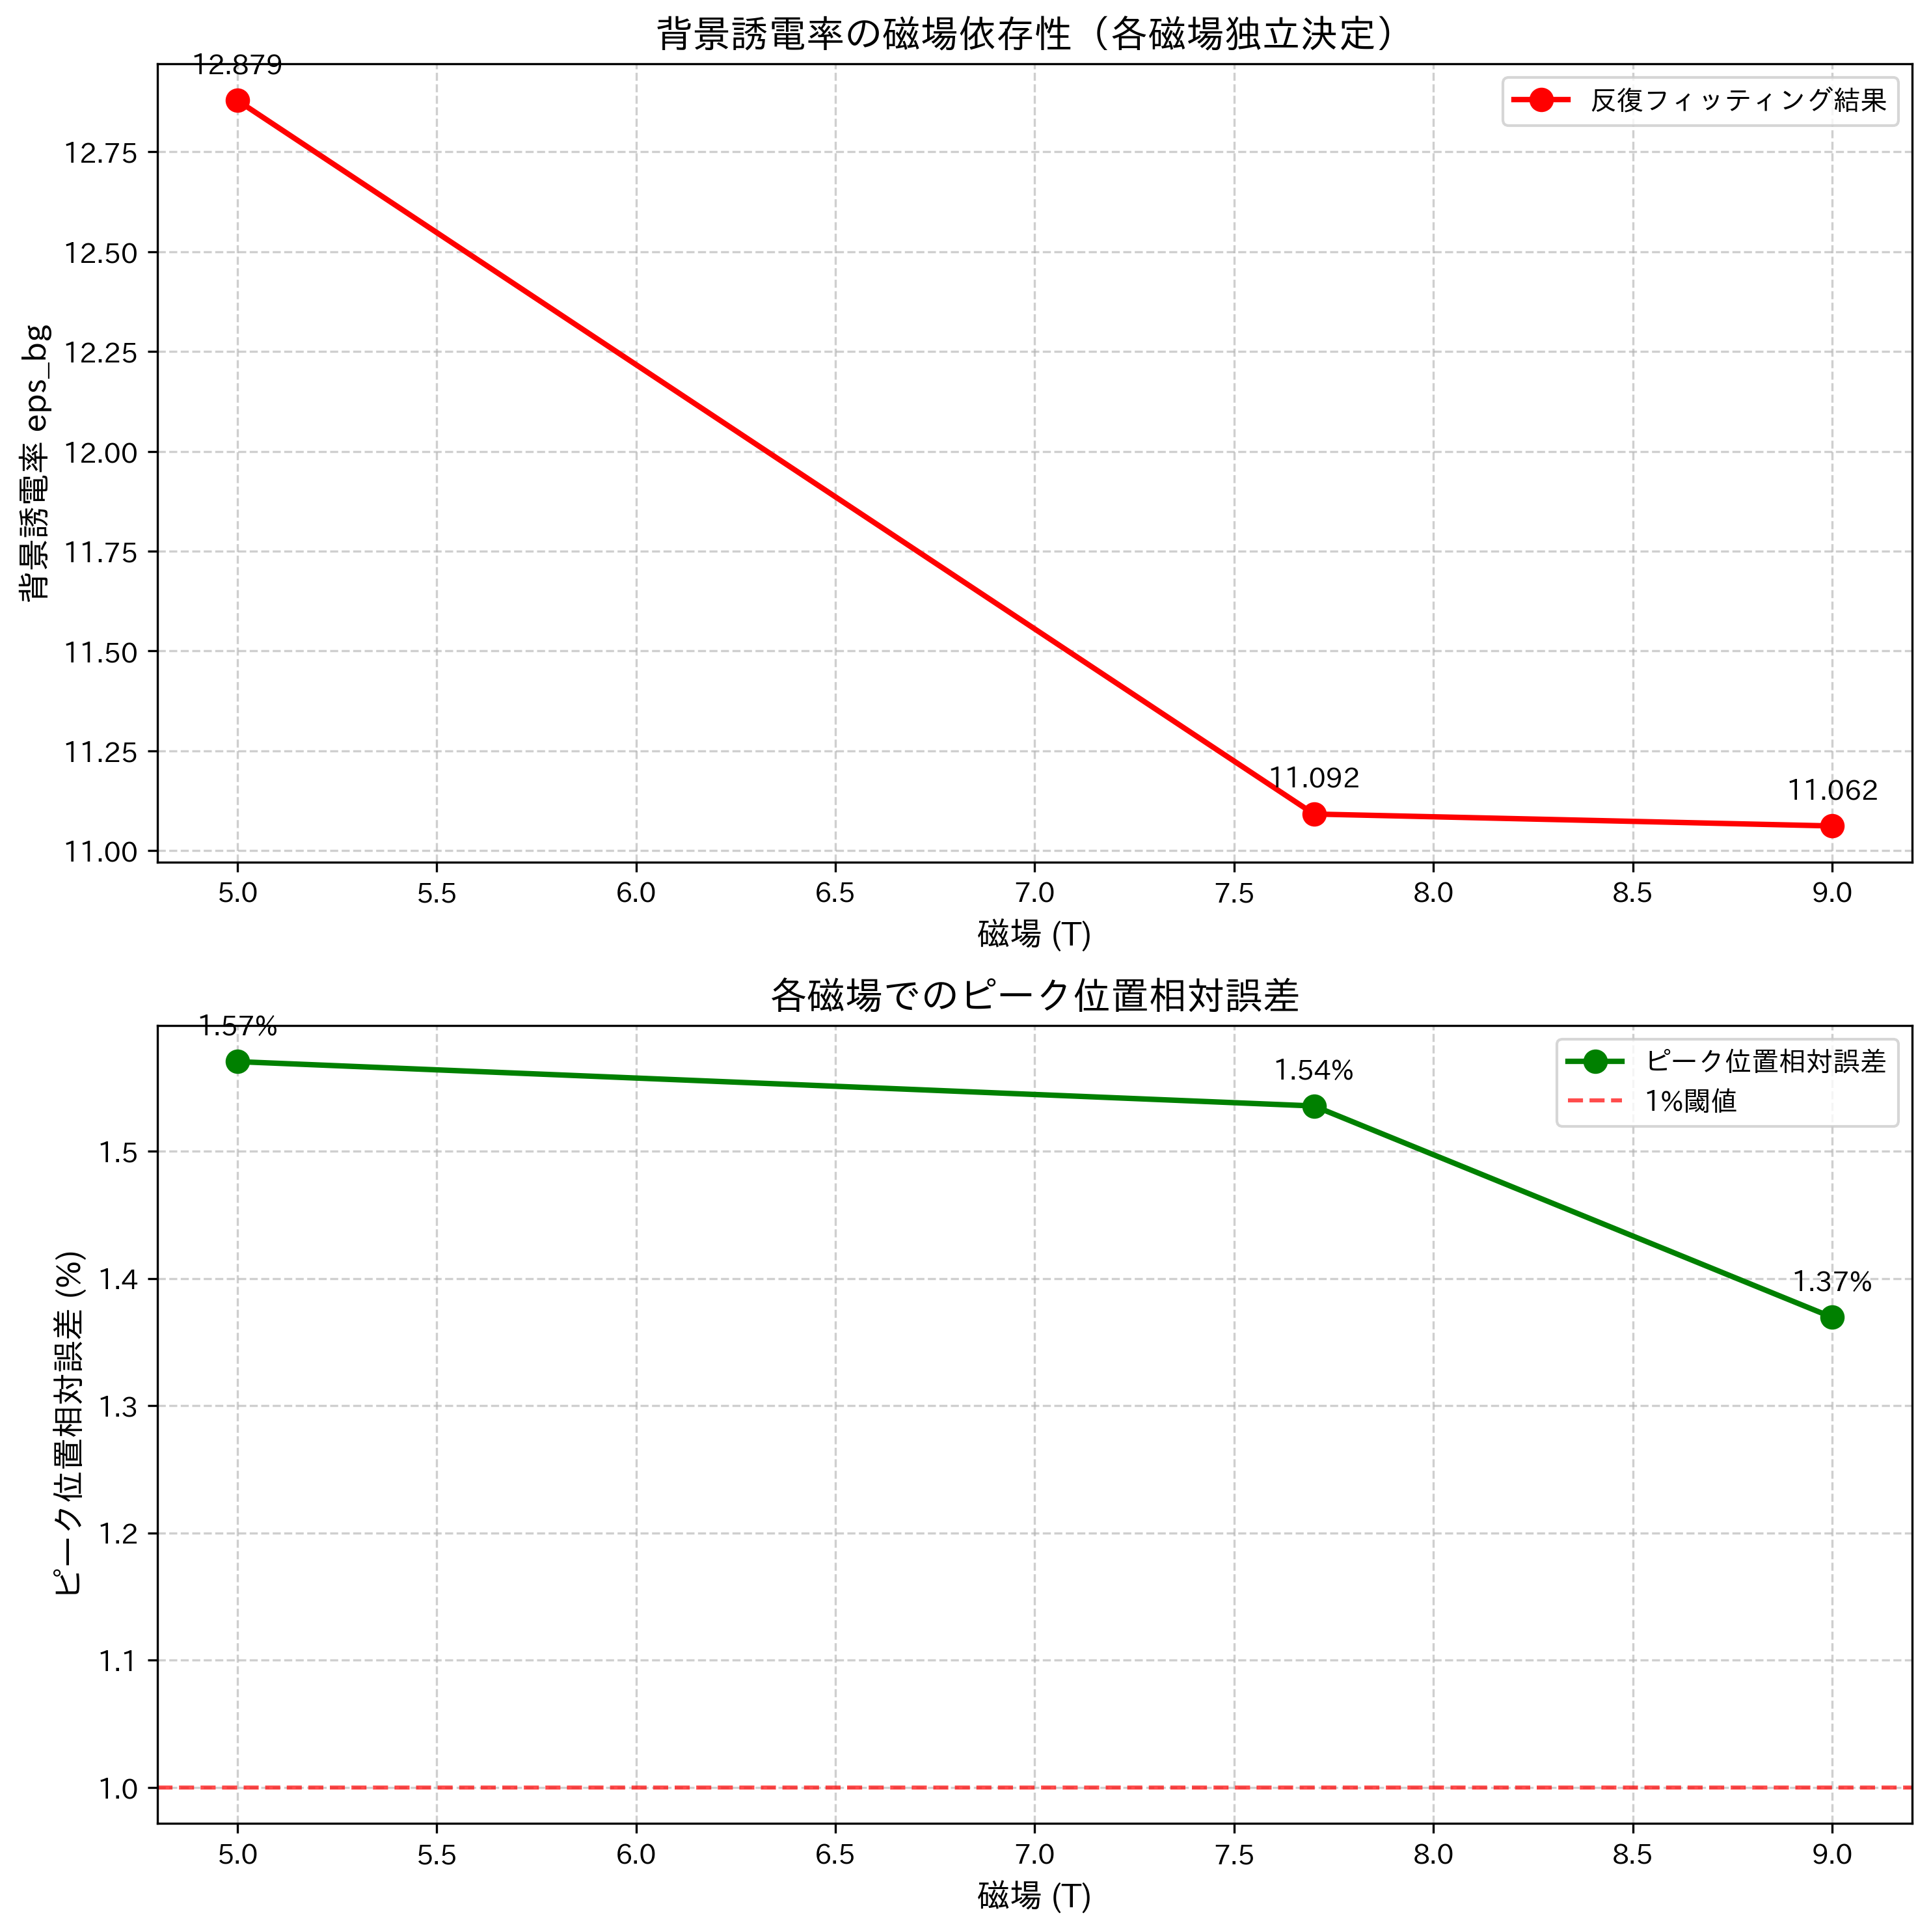 背景誘電率の磁場依存性（各磁場独立決定）
12.879
反復フィッティング結果
12.75
12.50
12.25
12.00
11.75
11.50
11.25
11.00
背景誘電率 eps_bg
11.092
11.062
5.0 5.5 6.0 6.5 7.0 7.5 8.0 8.5 9.0
磁場 (T)
各磁場でのピーク位置相対誤差
1.57%
1.54%
1.37%
ピーク位置相対誤差
1%閾値
1.5
1.4
1.3
1.2
1.1
1.0
ピーク位置相対誤差 (%)
5.0 5.5 6.0 6.5 7.0 7.5 8.0 8.5 9.0
磁場 (T)